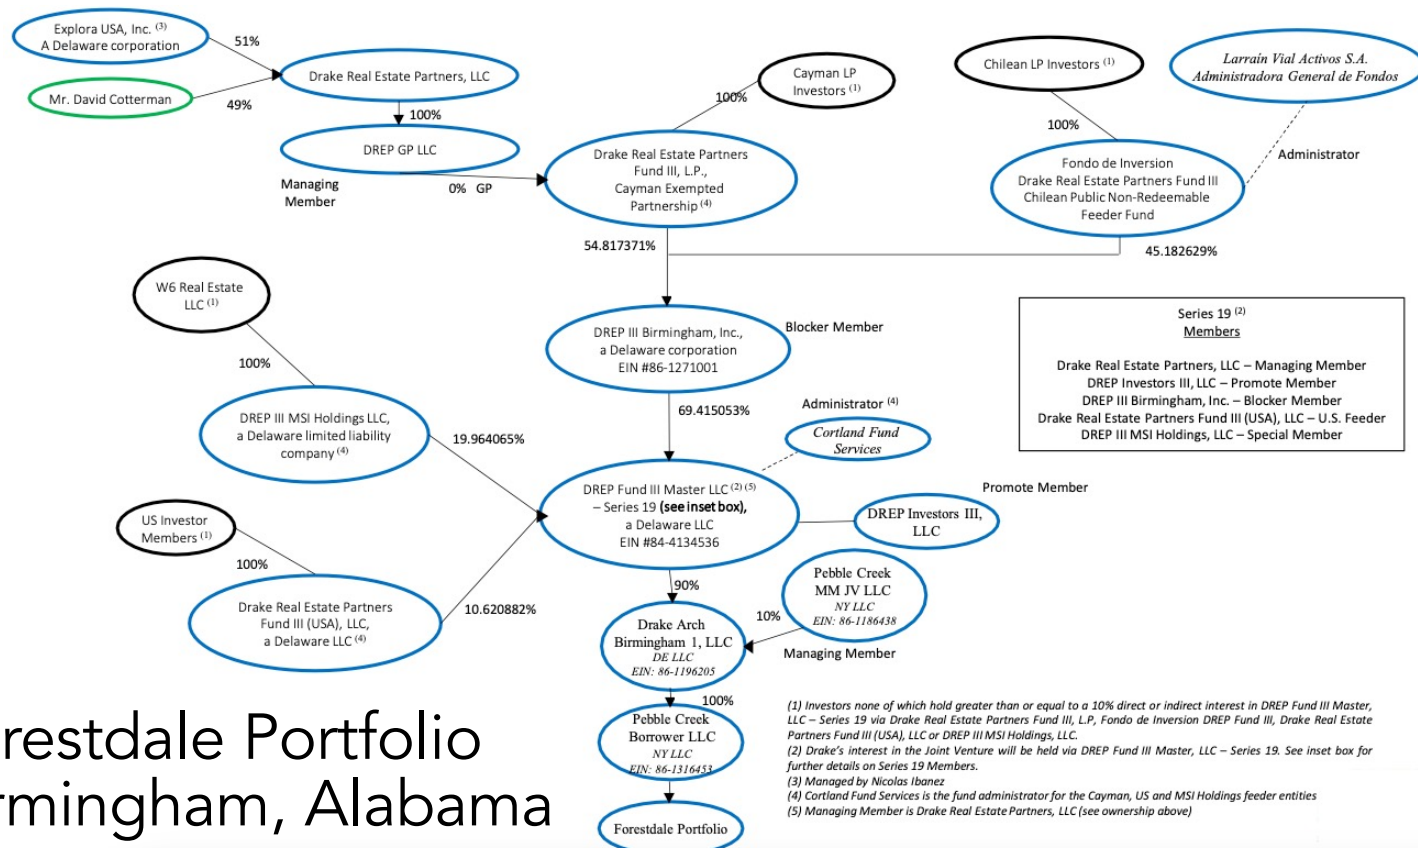 Explora USA, Inc. (3)
A Delaware corporation
51%
Mr. David Cotterman
49%
Drake Real Estate Partners, LLC
100%
DREP GP LLC
Managing
Member
0% GP
Cayman LP
Investors (1)
100%
Drake Real Estate Partners
Fund III, L.P.,
Cayman Exempted
Partnership (4)
Chilean LP Investors (1)
100%
Larraín Vial Activos S.A.
Administradora General de Fondos
Administrator
Fondo de Inversion
Drake Real Estate Partners Fund III
Chilean Public Non-Redeemable
Feeder Fund
54.817371%
45.182629%
W6 Real Estate
LLC (1)
100%
DREP III Birmingham, Inc.,
a Delaware corporation
EIN #86-1271001
Blocker Member
69.415053%
Series 19 (2)
Members
Drake Real Estate Partners, LLC – Managing Member
DREP Investors III, LLC – Promote Member
DREP III Birmingham, Inc. – Blocker Member
Drake Real Estate Partners Fund III (USA), LLC – U.S. Feeder
DREP III MSI Holdings, LLC – Special Member
DREP III MSI Holdings LLC,
a Delaware limited liability
company (4)
19.964065%
Administrator (4)
Cortland Fund
Services
US Investor
Members (1)
100%
DREP Fund III Master LLC (2) (5)
– Series 19 (see inset box),
a Delaware LLC
EIN #84-4134536
Promote Member
DREP Investors III,
LLC
Drake Real Estate Partners
Fund III (USA), LLC,
a Delaware LLC (4)
10.620882%
90%
Pebble Creek
MM JV LLC
NY LLC
EIN: 86-1186438
10%
Managing Member
Drake Arch
Birmingham 1, LLC
DE LLC
EIN: 86-1196205
100%
Pebble Creek
Borrower LLC
NY LLC
EIN: 86-1316453
Forestdale Portfolio
restdale Portfolio
rmingham, Alabama
(1) Investors none of which hold greater than or equal to a 10% direct or indirect interest in DREP Fund III Master,
LLC – Series 19 via Drake Real Estate Partners Fund III, L.P, Fondo de Inversion DREP Fund III, Drake Real Estate
Partners Fund III (USA), LLC or DREP III MSI Holdings, LLC.
(2) Drake's interest in the Joint Venture will be held via DREP Fund III Master, LLC – Series 19. See inset box for
further details on Series 19 Members.
(3) Managed by Nicolas Ibanez
(4) Cortland Fund Services is the fund administrator for the Cayman, US and MSI Holdings feeder entities
(5) Managing Member is Drake Real Estate Partners, LLC (see ownership above)